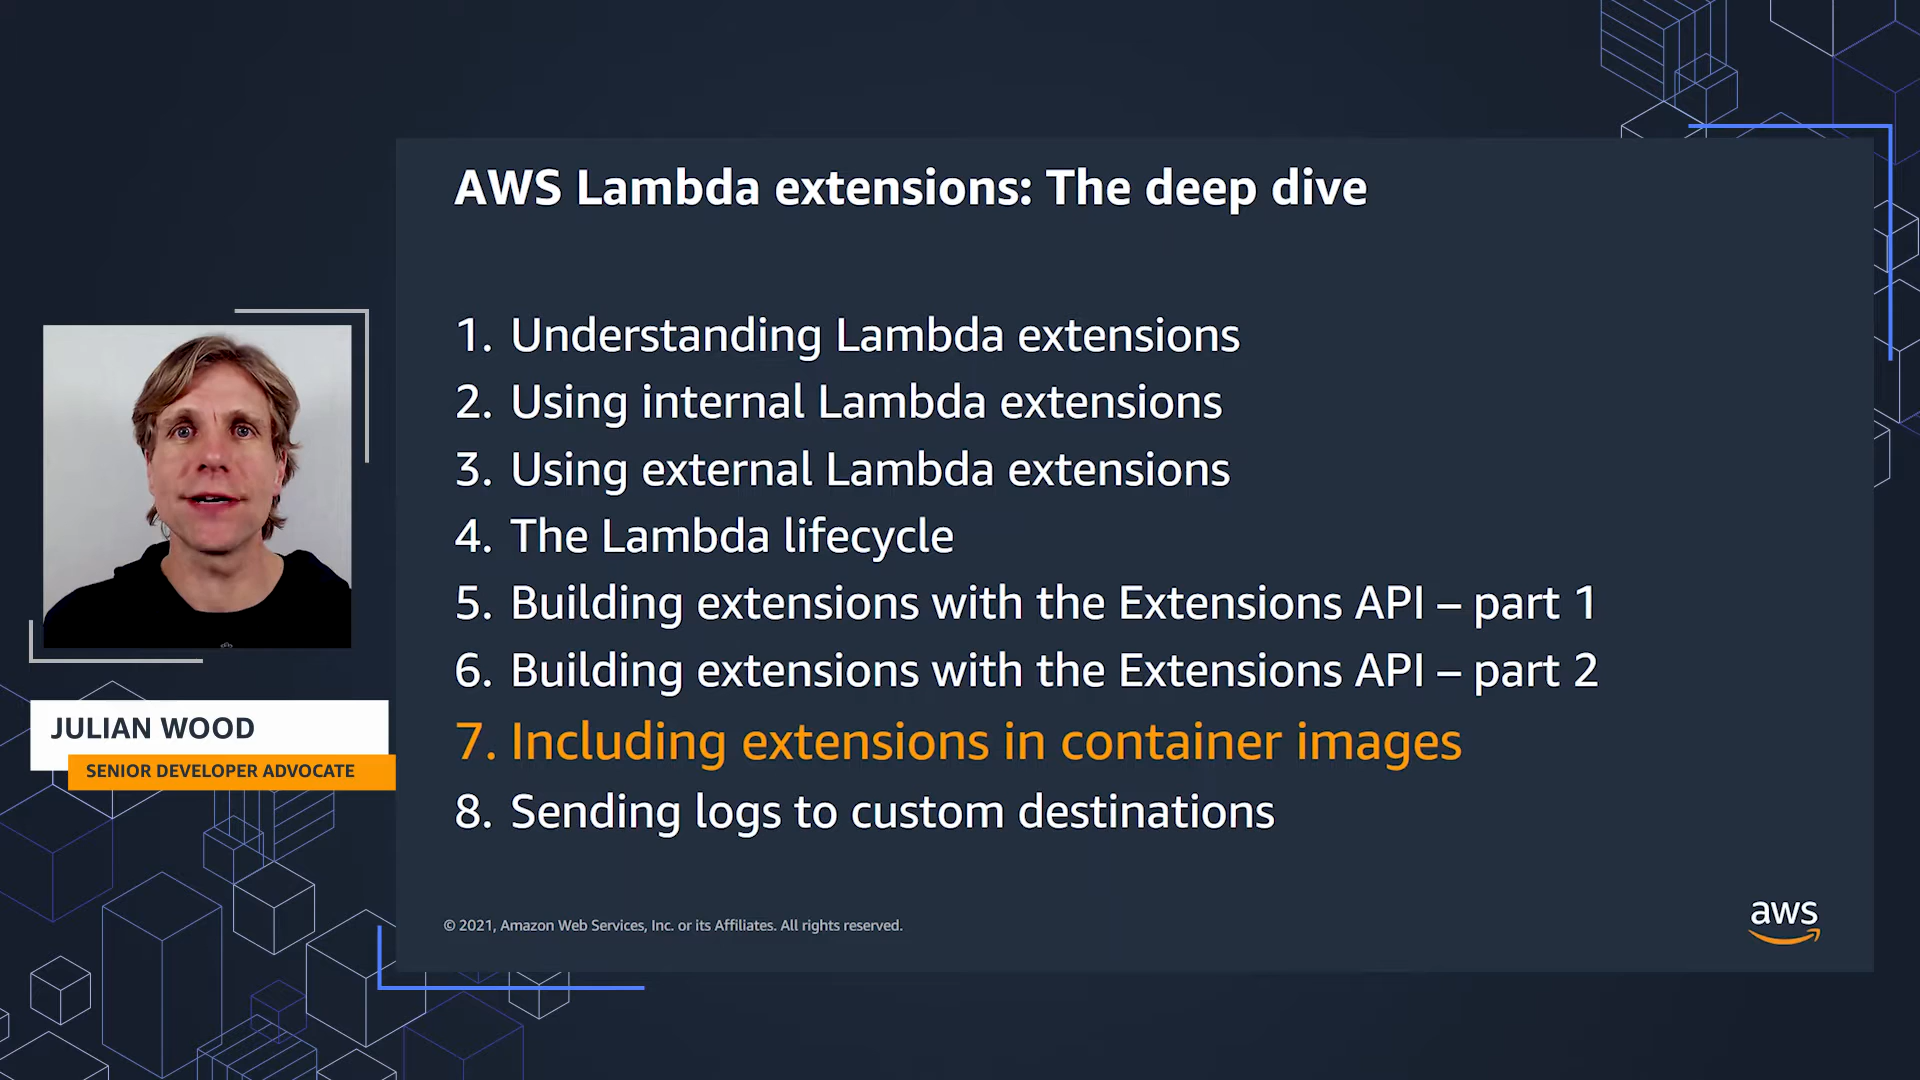 AWS Lambda extensions: The deep dive
1. Understanding Lambda extensions
2. Using internal Lambda extensions
3. Using external Lambda extensions
4. The Lambda lifecycle
5. Building extensions with the Extensions API – part 1
6. Building extensions with the Extensions API – part 2
7. Including extensions in container images
8. Sending logs to custom destinations
JULIAN WOOD
SENIOR DEVELOPER ADVOCATE
© 2021, Amazon Web Services, Inc. or its Affiliates. All rights reserved.
aws